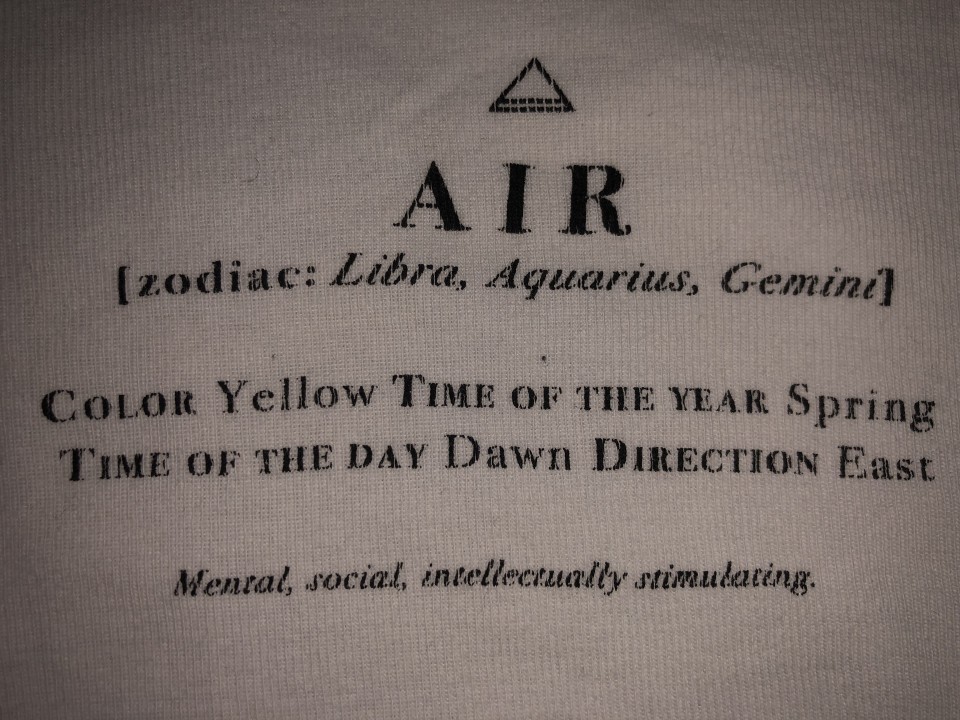 AIR
[zodiac: Libra, Aquarius, Gemini]
COLOR Yellow TIME OF THE YEAR Spring
TIME OF THE DAY Dawn DIRECTION East
Mental, social, intellectually stimulating.